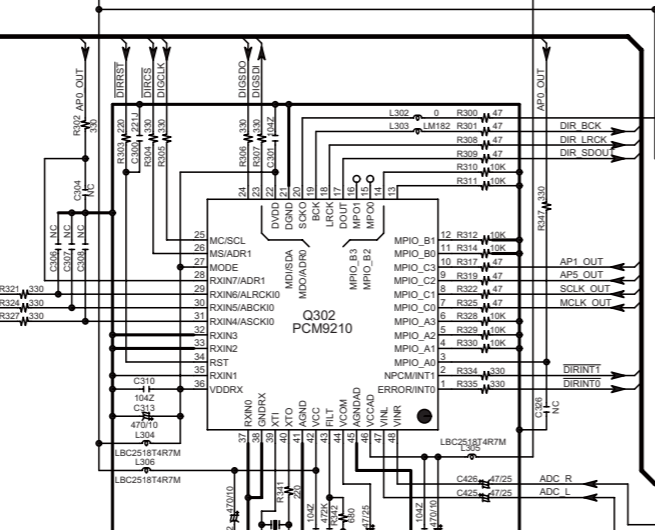 AP0_OUT
R302 330
C304 NC
C306 NC
C307 NC
C308 NC
DIRRST
R303 220
C300 221J
DIRCS
R304 330
DIGCLK
R305 330
DIGSDO
R306 330
DIGSDI
R307 330
C301 104Z
L302 0
L303 LM182
R300 47
R301 47
R308 47
R309 47
R310 10K
R311 10K
DIR_BCK
DIR_LRCK
DIR_SDOUT
AP0_OUT
R347 330
24 23 22 21 20 19 18 17 16 15 14 13
DVDD
DGND
SCKO
BCK
LRCK
DOUT
MPO1
MPO0
MDI/SDA
MDO/ADR0
MPIO_B3
MPIO_B2
Q302
PCM9210
25 MC/SCL
26 MS/ADR1
27 MODE
28 RXIN7/ADR1
29 RXIN6/ALRCKI0
30 RXIN5/ABCKI0
31 RXIN4/ASCKI0
32 RXIN3
33 RXIN2
34 RST
35 RXIN1
36 VDDRX
R321 330
R324 330
R327 330
MPIO_B1 12 R312 10K
MPIO_B0 11 R314 10K
MPIO_C3 10 R317 47 AP1_OUT
MPIO_C2 9 R319 47 AP5_OUT
MPIO_C1 8 R322 47 SCLK OUT
MPIO_C0 7 R325 47 MCLK OUT
MPIO_A3 6 R328 10K
MPIO_A2 5 R329 10K
MPIO_A1 4 R330 10K
MPIO_A0 3
NPCM/INT1 2 R334 330 DIRINT1
ERROR/INT0 1 R335 330 DIRINT0
C326 NC
C310
104Z
C313
470/10
L304
LBC2518T4R7M
L306
LBC2518T4R7M
RXIN0
GNDRX
XTI
XTO
AGND
VCC
FILT
VCOM
AGNDAD
VCCAD
VINL
VINR
37 38 39 40 41 42 43 44 45 46 47 48
LBC2518T4R7M
L305
C426 47/25 ADC_R
C425 47/25 ADC_L
470/10
R341 220
104Z
472K
R342 680
47/25
104Z
470/10